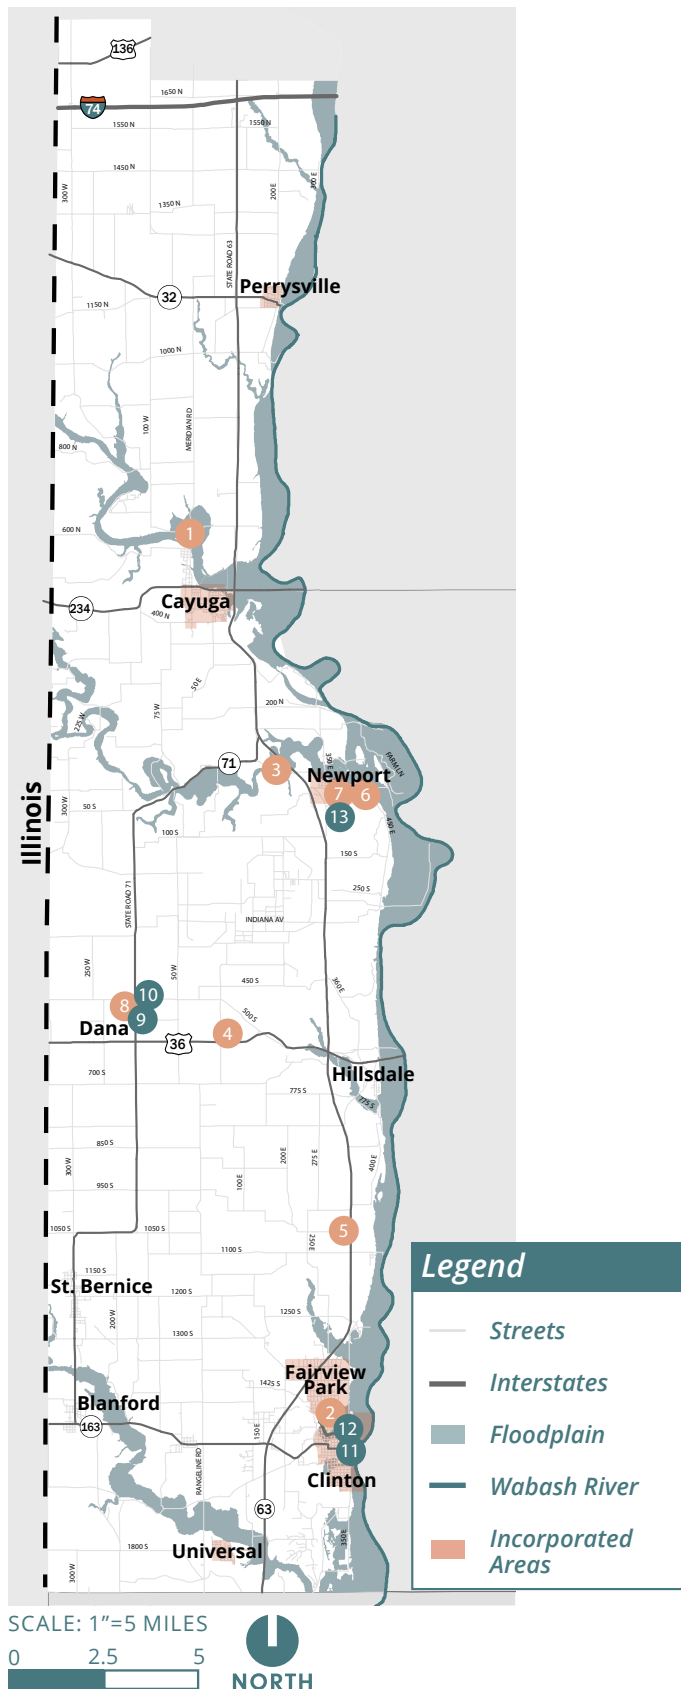 136
1650 N
74
1550 N
1550 N
1450 N
300 W
200 E
300 E
1350 N
STATE ROAD 63
Perrysville
32
1150 N
1000 N
100 W
MERIDIAN RD
800 N
600 N
1
234
Cayuga
400 N
50 E
225 W
75 W
200 N
71
3
350 E
FARM LN
Newport
7
6
13
Illinois
300 W
50 S
100 S
450 E
150 S
250 S
STATE ROAD 71
INDIANA AV
250 W
50 W
450 S
360 E
10
8
9
Dana
500 S
4
36
Hillsdale
700 S
775 S
775 S
850 S
300 W
200 E
275 E
400 E
100 E
950 S
1050 S
1050 S
5
250 E
1100 S
1150 S
St. Bernice
1200 S
200 W
1250 S
1300 S
Fairview
Park
1425 S
Blanford
163
2
12
150 E
11
RANGELINE RD
Clinton
63
350 E
1800 S
Universal
300 W
Legend
Streets
Interstates
Floodplain
Wabash River
Incorporated
Areas
SCALE: 1”=5 MILES
0 2.5 5
NORTH